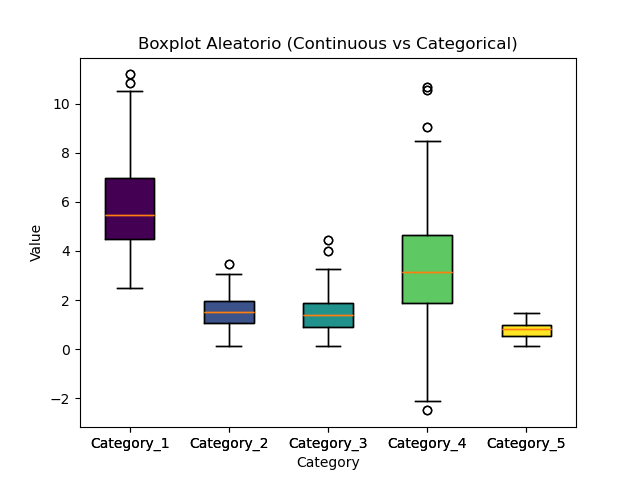 Boxplot Aleatorio (Continuous vs Categorical)
Value
10
8
6
4
2
0
−2
Category_1 Category_2 Category_3 Category_4 Category_5
Category